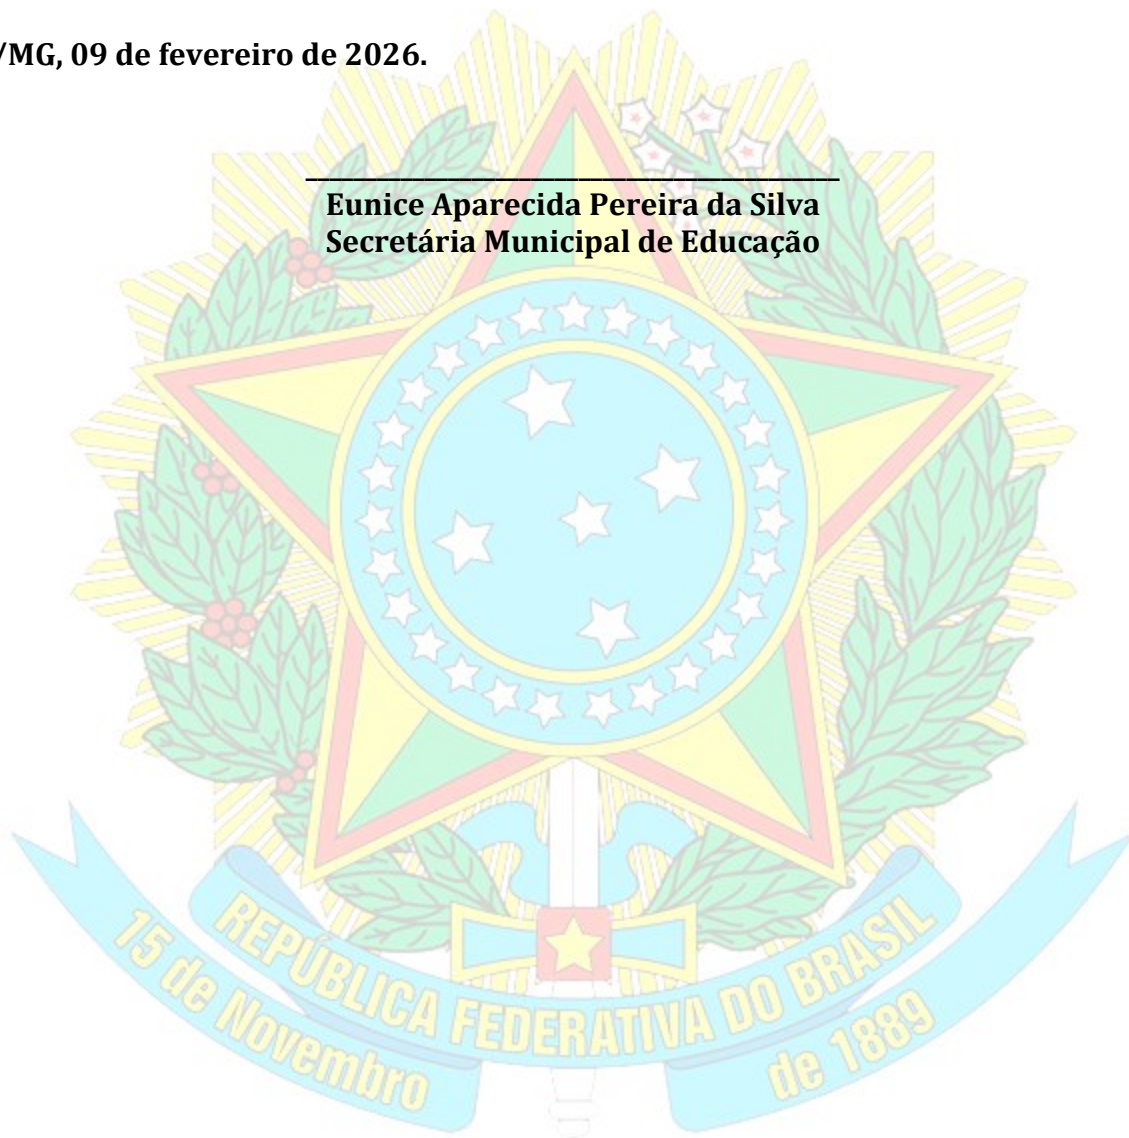 /MG, 09 de fevereiro de 2026.
Eunice Aparecida Pereira da Silva
Secretária Municipal de Educação
REPÚBLICA FEDERATIVA DO BRASIL
15 de Novembro
de 1889